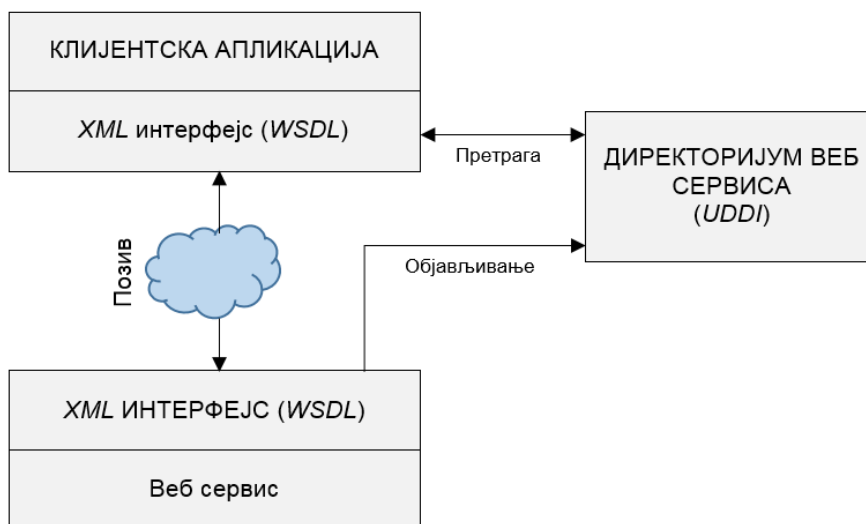 КЛИЈЕНТСКА АПЛИКАЦИЈА
XML интерфејс (WSDL)
Претрага
ДИРЕКТОРИЈУМ ВЕБ
СЕРВИСА
(UDDI)
Позив
Објављивање
XML ИНТЕРФЕЈС (WSDL)
Веб сервис